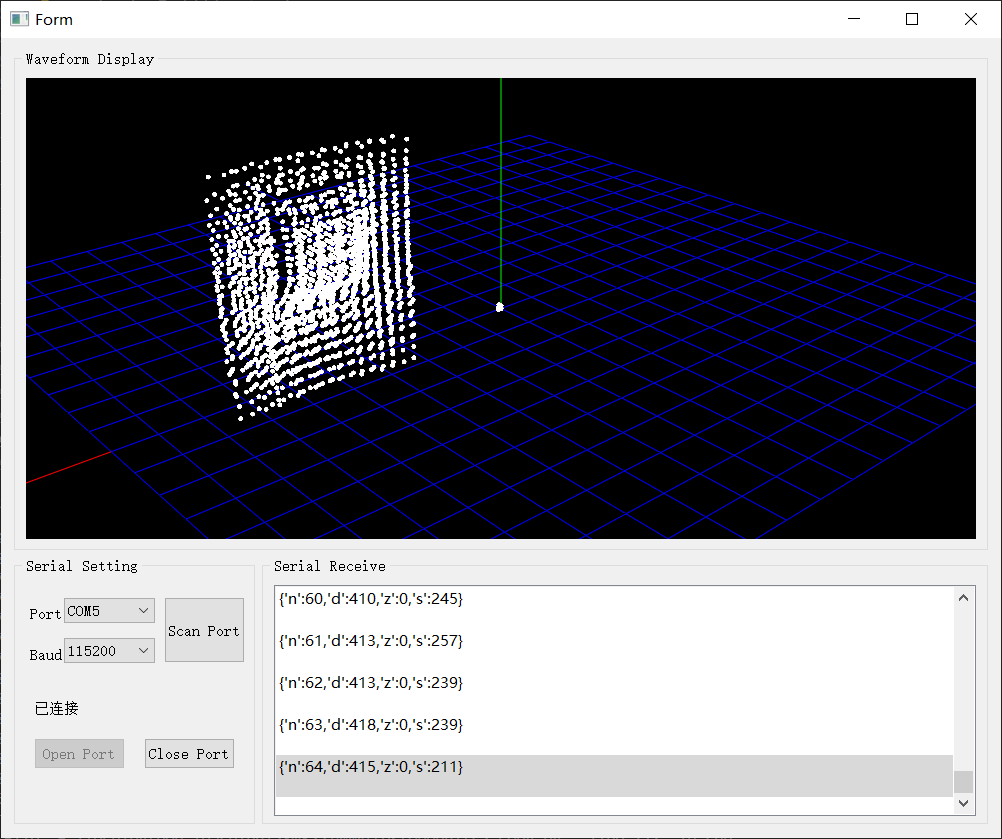 Form
Waveform Display
Serial Setting
Port COM5
Scan Port
Baud 115200
已连接
Open Port Close Port
Serial Receive
{'n':60,'d':410,'z':0,'s':245}
{'n':61,'d':413,'z':0,'s':257}
{'n':62,'d':413,'z':0,'s':239}
{'n':63,'d':418,'z':0,'s':239}
{'n':64,'d':415,'z':0,'s':211}